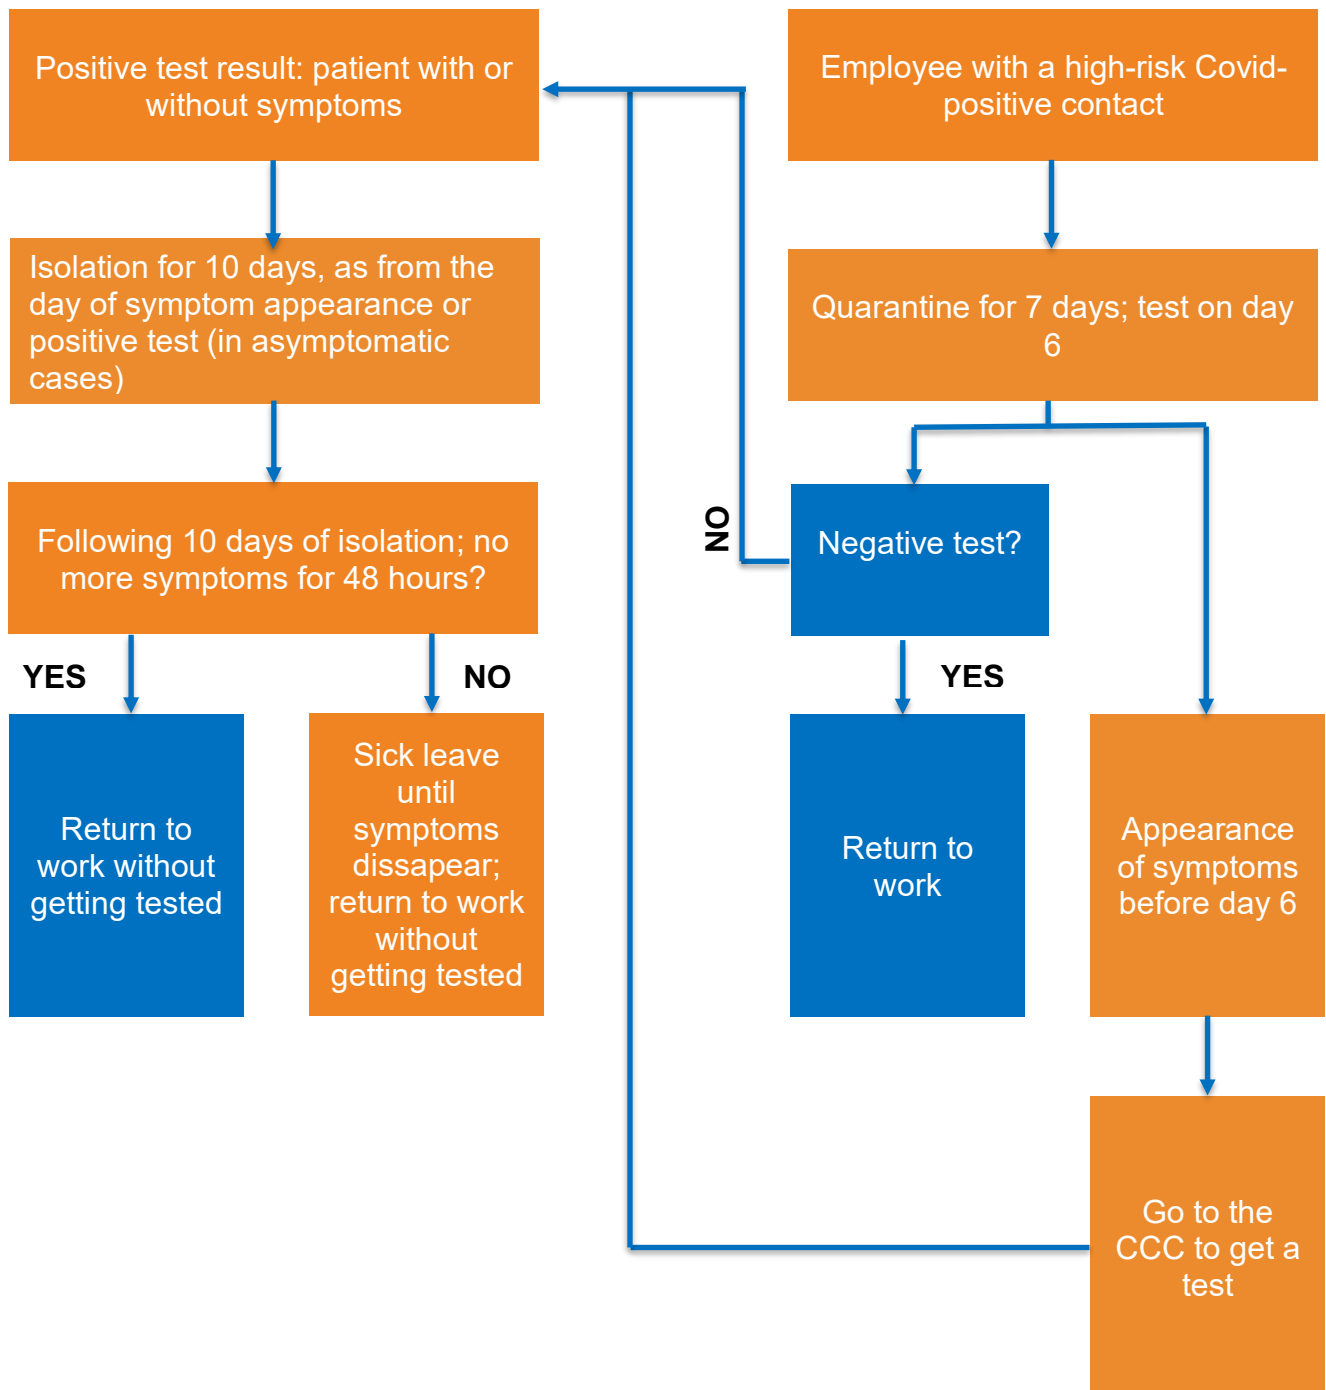 Positive test result: patient with or
without symptoms
Isolation for 10 days, as from the
day of symptom appearance or
positive test (in asymptomatic
cases)
Following 10 days of isolation; no
more symptoms for 48 hours?
YES
NO
Return to
work without
getting tested
Sick leave
until
symptoms
dissapear;
return to work
without
getting tested
Employee with a high-risk Covid-
positive contact
Quarantine for 7 days; test on day
6
NO
Negative test?
YES
Return to
work
Appearance
of symptoms
before day 6
Go to the
CCC to get a
test